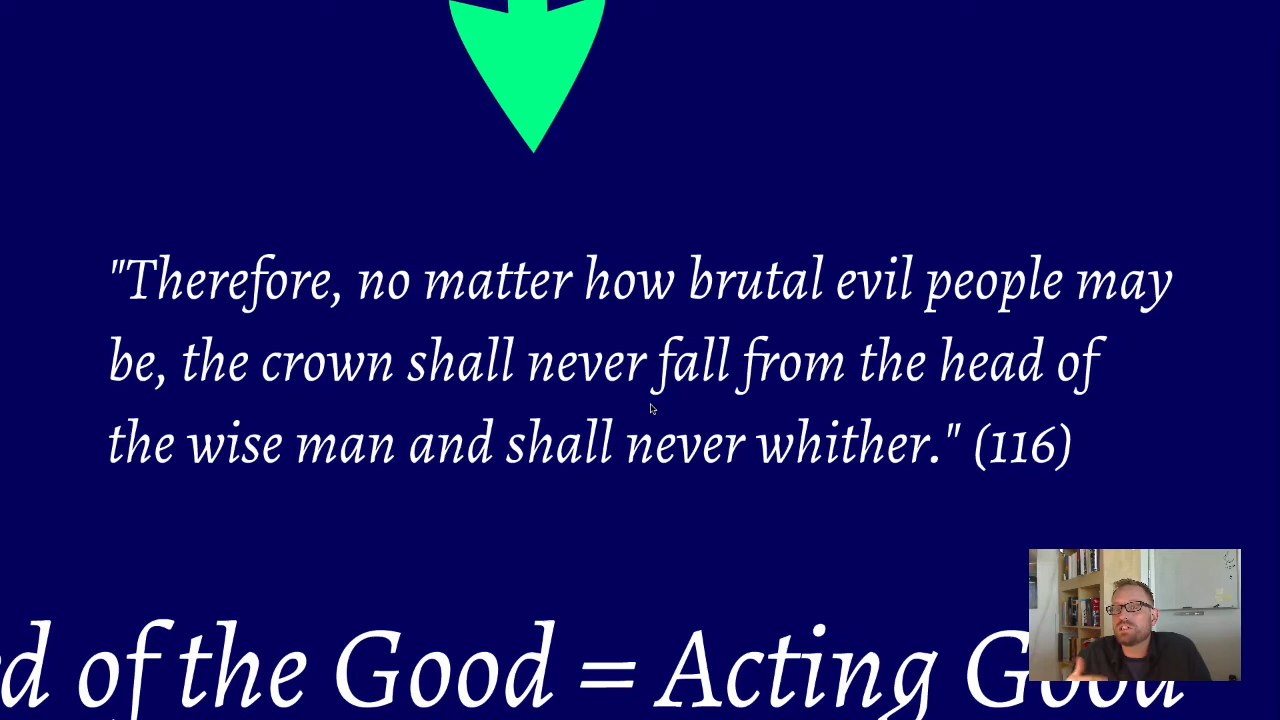 "Therefore, no matter how brutal evil people may
be, the crown shall never fall from the head of
the wise man and shall never whither." (116)
d of the Good = Acting Good